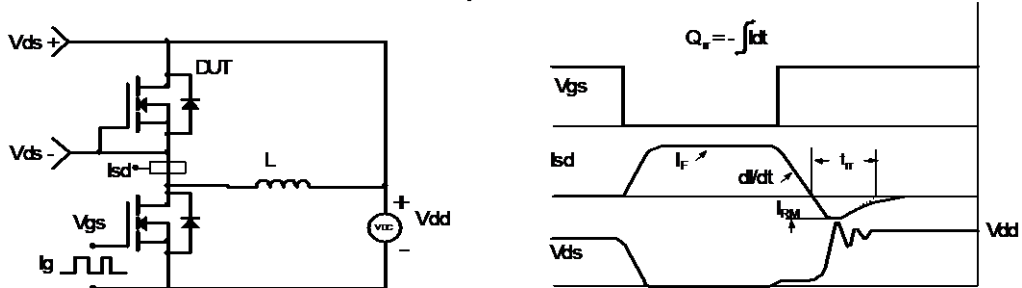 Vds +
DUT
Vds -
Isd
L
Vgs
Ig
+
VDC
-
Vdd
Qrr = - ∫ Idt
Vgs
Isd
IF
dI/dt
trr
IRM
Vds
Vdd